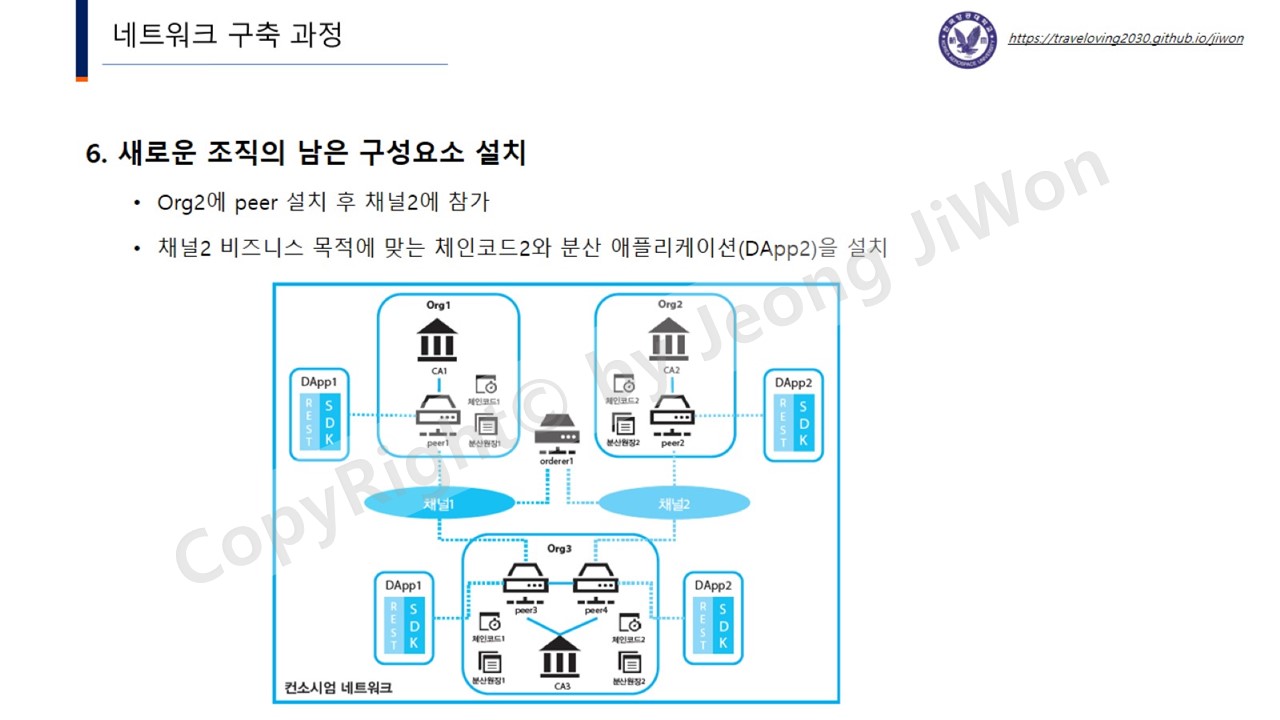 네트워크 구축 과정
https://traveloving2030.github.io/jiwon
6. 새로운 조직의 남은 구성요소 설치
• Org2에 peer 설치 후 채널2에 참가
• 채널2 비즈니스 목적에 맞는 체인코드2와 분산 애플리케이션(DApp2)을 설치
CopyRight© by Jeong JiWon
Org1
CA1
체인코드1
peer1
분산원장1
DApp1
REST
SDK
Org2
CA2
체인코드2
분산원장2
peer2
DApp2
REST
SDK
orderer1
채널1
채널2
Org3
peer3
peer4
체인코드1
체인코드2
분산원장1
CA3
분산원장2
DApp1
REST
SDK
DApp2
REST
SDK
컨소시엄 네트워크